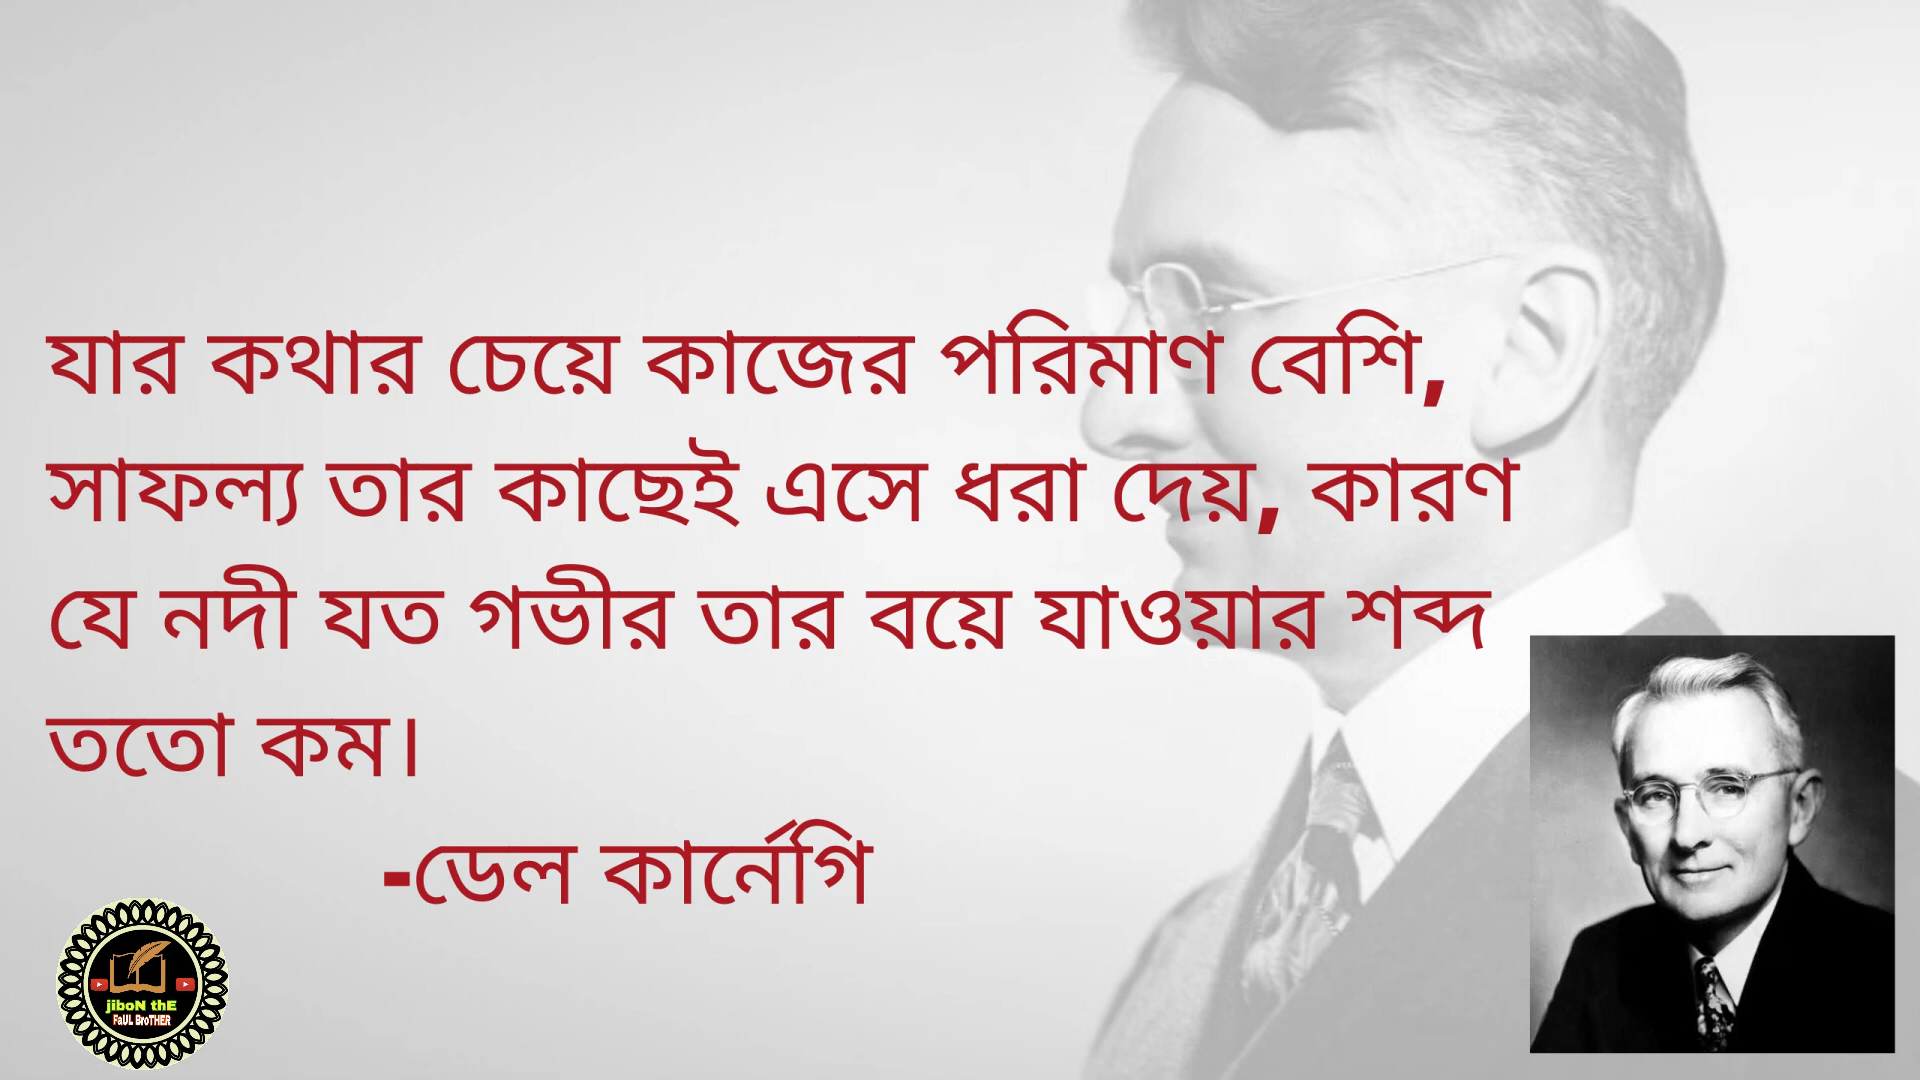 যার কথার চেয়ে কাজের পরিমাণ বেশি,
সাফল্য তার কাছেই এসে ধরা দেয়, কারণ
যে নদী যত গভীর তার বয়ে যাওয়ার শব্দ
ততো কম।
-ডেল কার্নেগি
jiboN thE
FaUL BroTHER